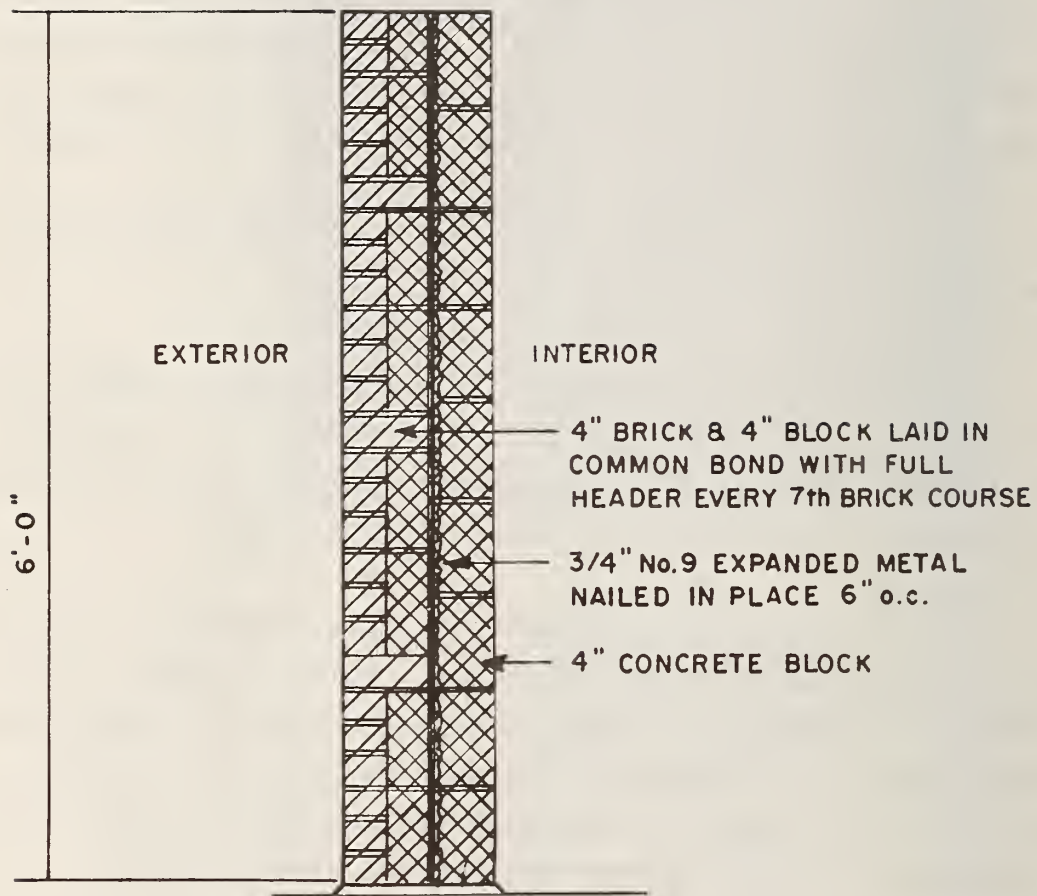 6'-0"
EXTERIOR
INTERIOR
4" BRICK & 4" BLOCK LAID IN
COMMON BOND WITH FULL
HEADER EVERY 7th BRICK COURSE
3/4" No.9 EXPANDED METAL
NAILED IN PLACE 6" o.c.
4" CONCRETE BLOCK